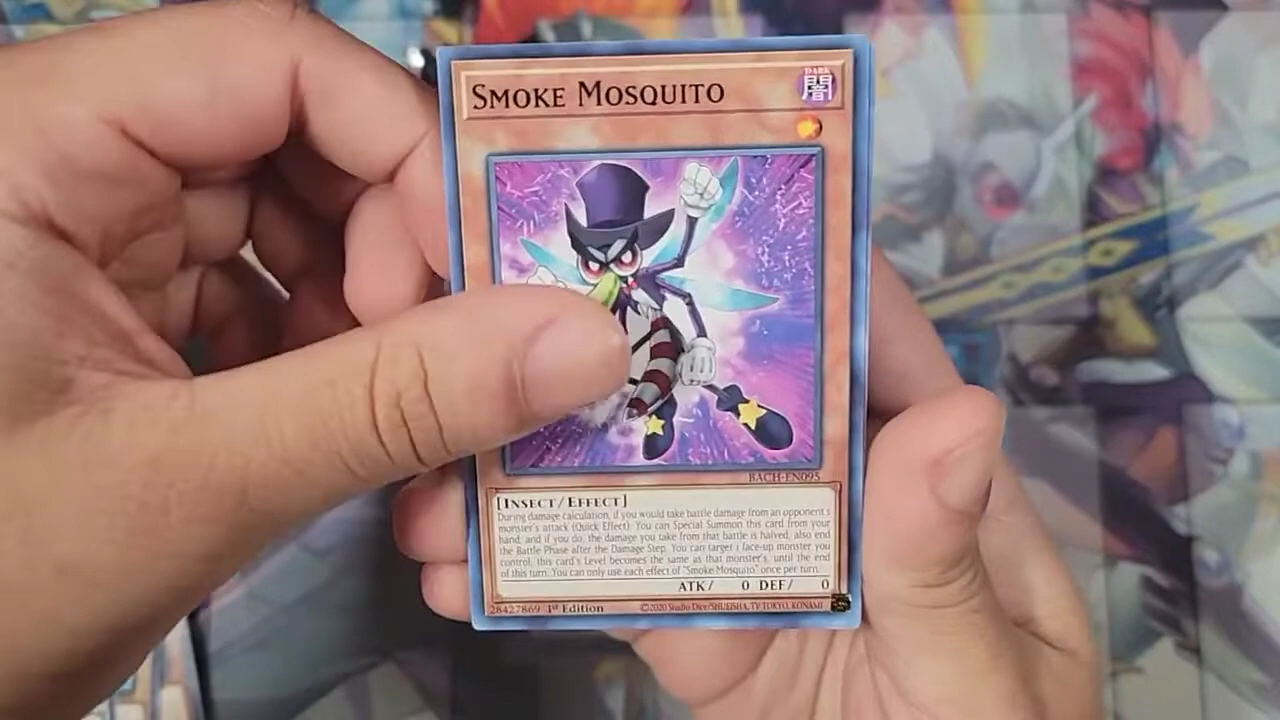 Smoke Mosquito
DARK
闇
BACH-EN095
[Insect/Effect]
During damage calculation, if you would take battle damage from an opponent's
monster's attack (Quick Effect): You can Special Summon this card from your
hand, and if you do, the damage you take from that battle is halved, also end
the Battle Phase after the Damage Step. You can target 1 face-up monster you
control; this card's Level becomes the same as that monster's, until the end
of this turn. You can only use each effect of "Smoke Mosquito" once per turn.
ATK/ 0 DEF/ 0
28427869 1st Edition ©2020 Studio Dice/SHUEISHA, TV TOKYO, KONAMI